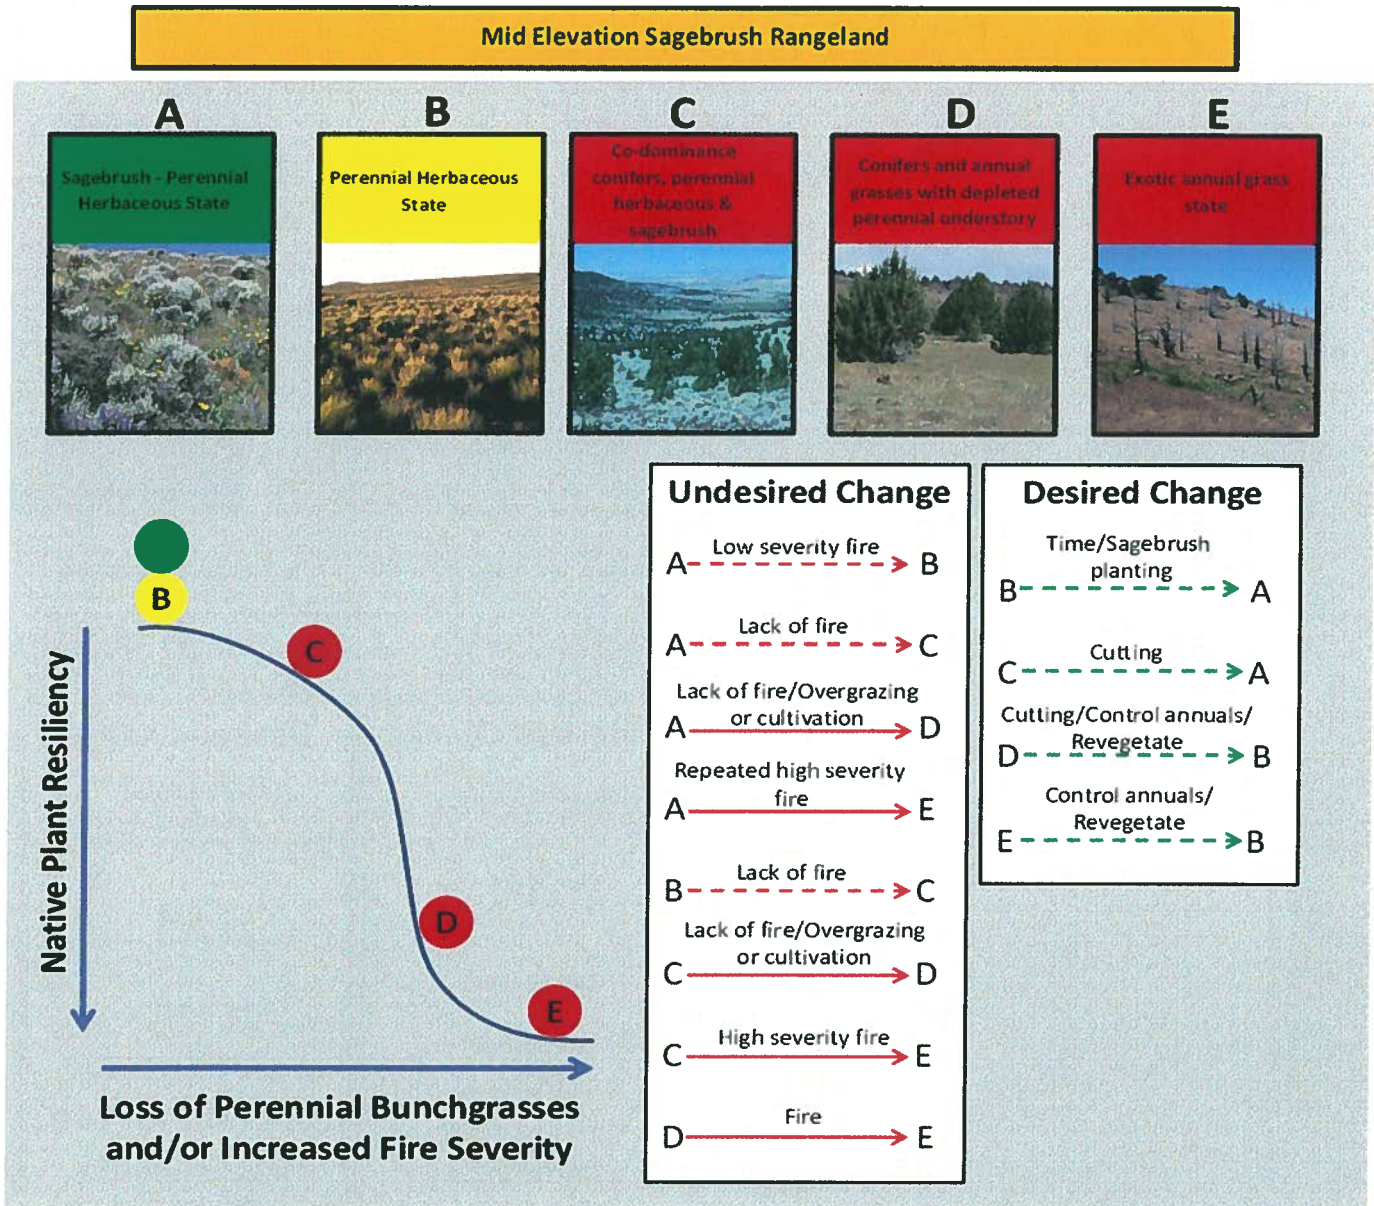 Mid Elevation Sagebrush Rangeland
A
B
C
D
E
Sagebrush - Perennial
Herbaceous State
Perennial Herbaceous
State
Co-dominance
conifers, perennial
herbaceous &
sagebrush
Conifers and annual
grasses with depleted
perennial understory
Exotic annual grass
state
B
C
D
E
Native Plant Resiliency
Loss of Perennial Bunchgrasses
and/or Increased Fire Severity
Undesired Change
Low severity fire
A B
Lack of fire
A C
Lack of fire/Overgrazing
or cultivation
A D
Repeated high severity
fire
A E
Lack of fire
B C
Lack of fire/Overgrazing
or cultivation
C D
High severity fire
C E
Fire
D E
Desired Change
Time/Sagebrush
planting
B A
Cutting
C A
Cutting/Control annuals/
Revegetate
D B
Control annuals/
Revegetate
E B